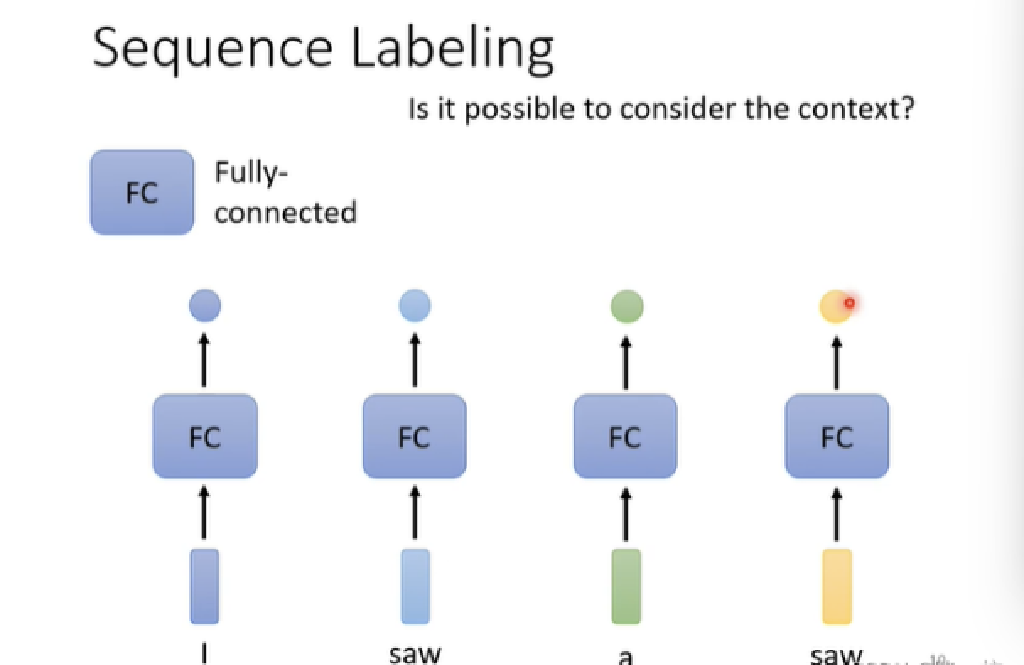 Sequence Labeling
Is it possible to consider the context?
FC
Fully-
connected
FC FC FC FC
I saw a saw